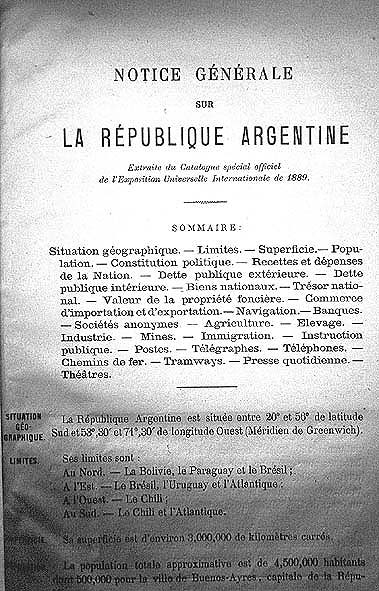 NOTICE GÉNÉRALE
SUR
LA RÉPUBLIQUE ARGENTINE
Extraite du Catalogue spécial officiel
de l'Exposition Universelle Internationale de 1889.
SOMMAIRE:
Situation géographique. — Limites. — Superficie. — Popu-
lation. — Constitution politique. — Recettes et dépenses
de la Nation. — Dette publique extérieure. — Dette
publique intérieure. — Biens nationaux. — Trésor natio-
nal. — Valeur de la propriété foncière. — Commerce
d'importation et d'exportation. — Navigation. — Banques.
— Sociétés anonymes — Agriculture. — Elevage. —
Industrie. — Mines. — Immigration. — Instruction
publique. — Postes. — Télégraphes. — Téléphones. —
Chemins de fer. — Tramways. — Presse quotidienne. —
Théâtres.
SITUATION
GÉO-
GRAPHIQUE.
La République Argentine est située entre 20° et 56° de latitude
Sud et 53°,30' et 71°,30' de longitude Ouest (Méridien de Greenwich).
LIMITES.
Ses limites sont :
Au Nord. — La Bolivie, le Paraguay et le Brésil ;
A l'Est. — Le Brésil, l'Uruguay et l'Atlantique ;
A l'Ouest. — Le Chili ;
Au Sud. — Le Chili et l'Atlantique.
Sa superficie est d'environ 3,000,000 de kilomètres carrés.
La population totale approximative est de 4,500,000 habitants
dont 500,000 pour la ville de Buenos-Ayres, capitale de la Répu-